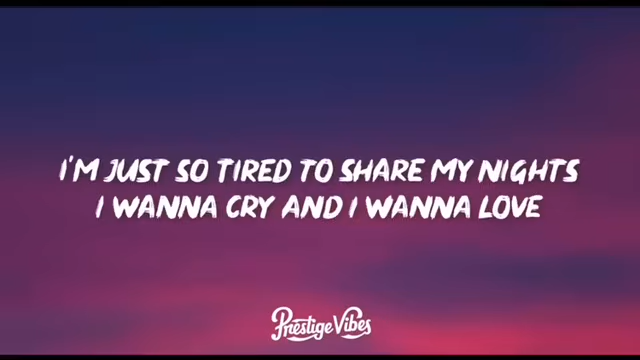 I'M JUST SO TIRED TO SHARE MY NIGHTS
I WANNA CRY AND I WANNA LOVE
Prestige Vibes